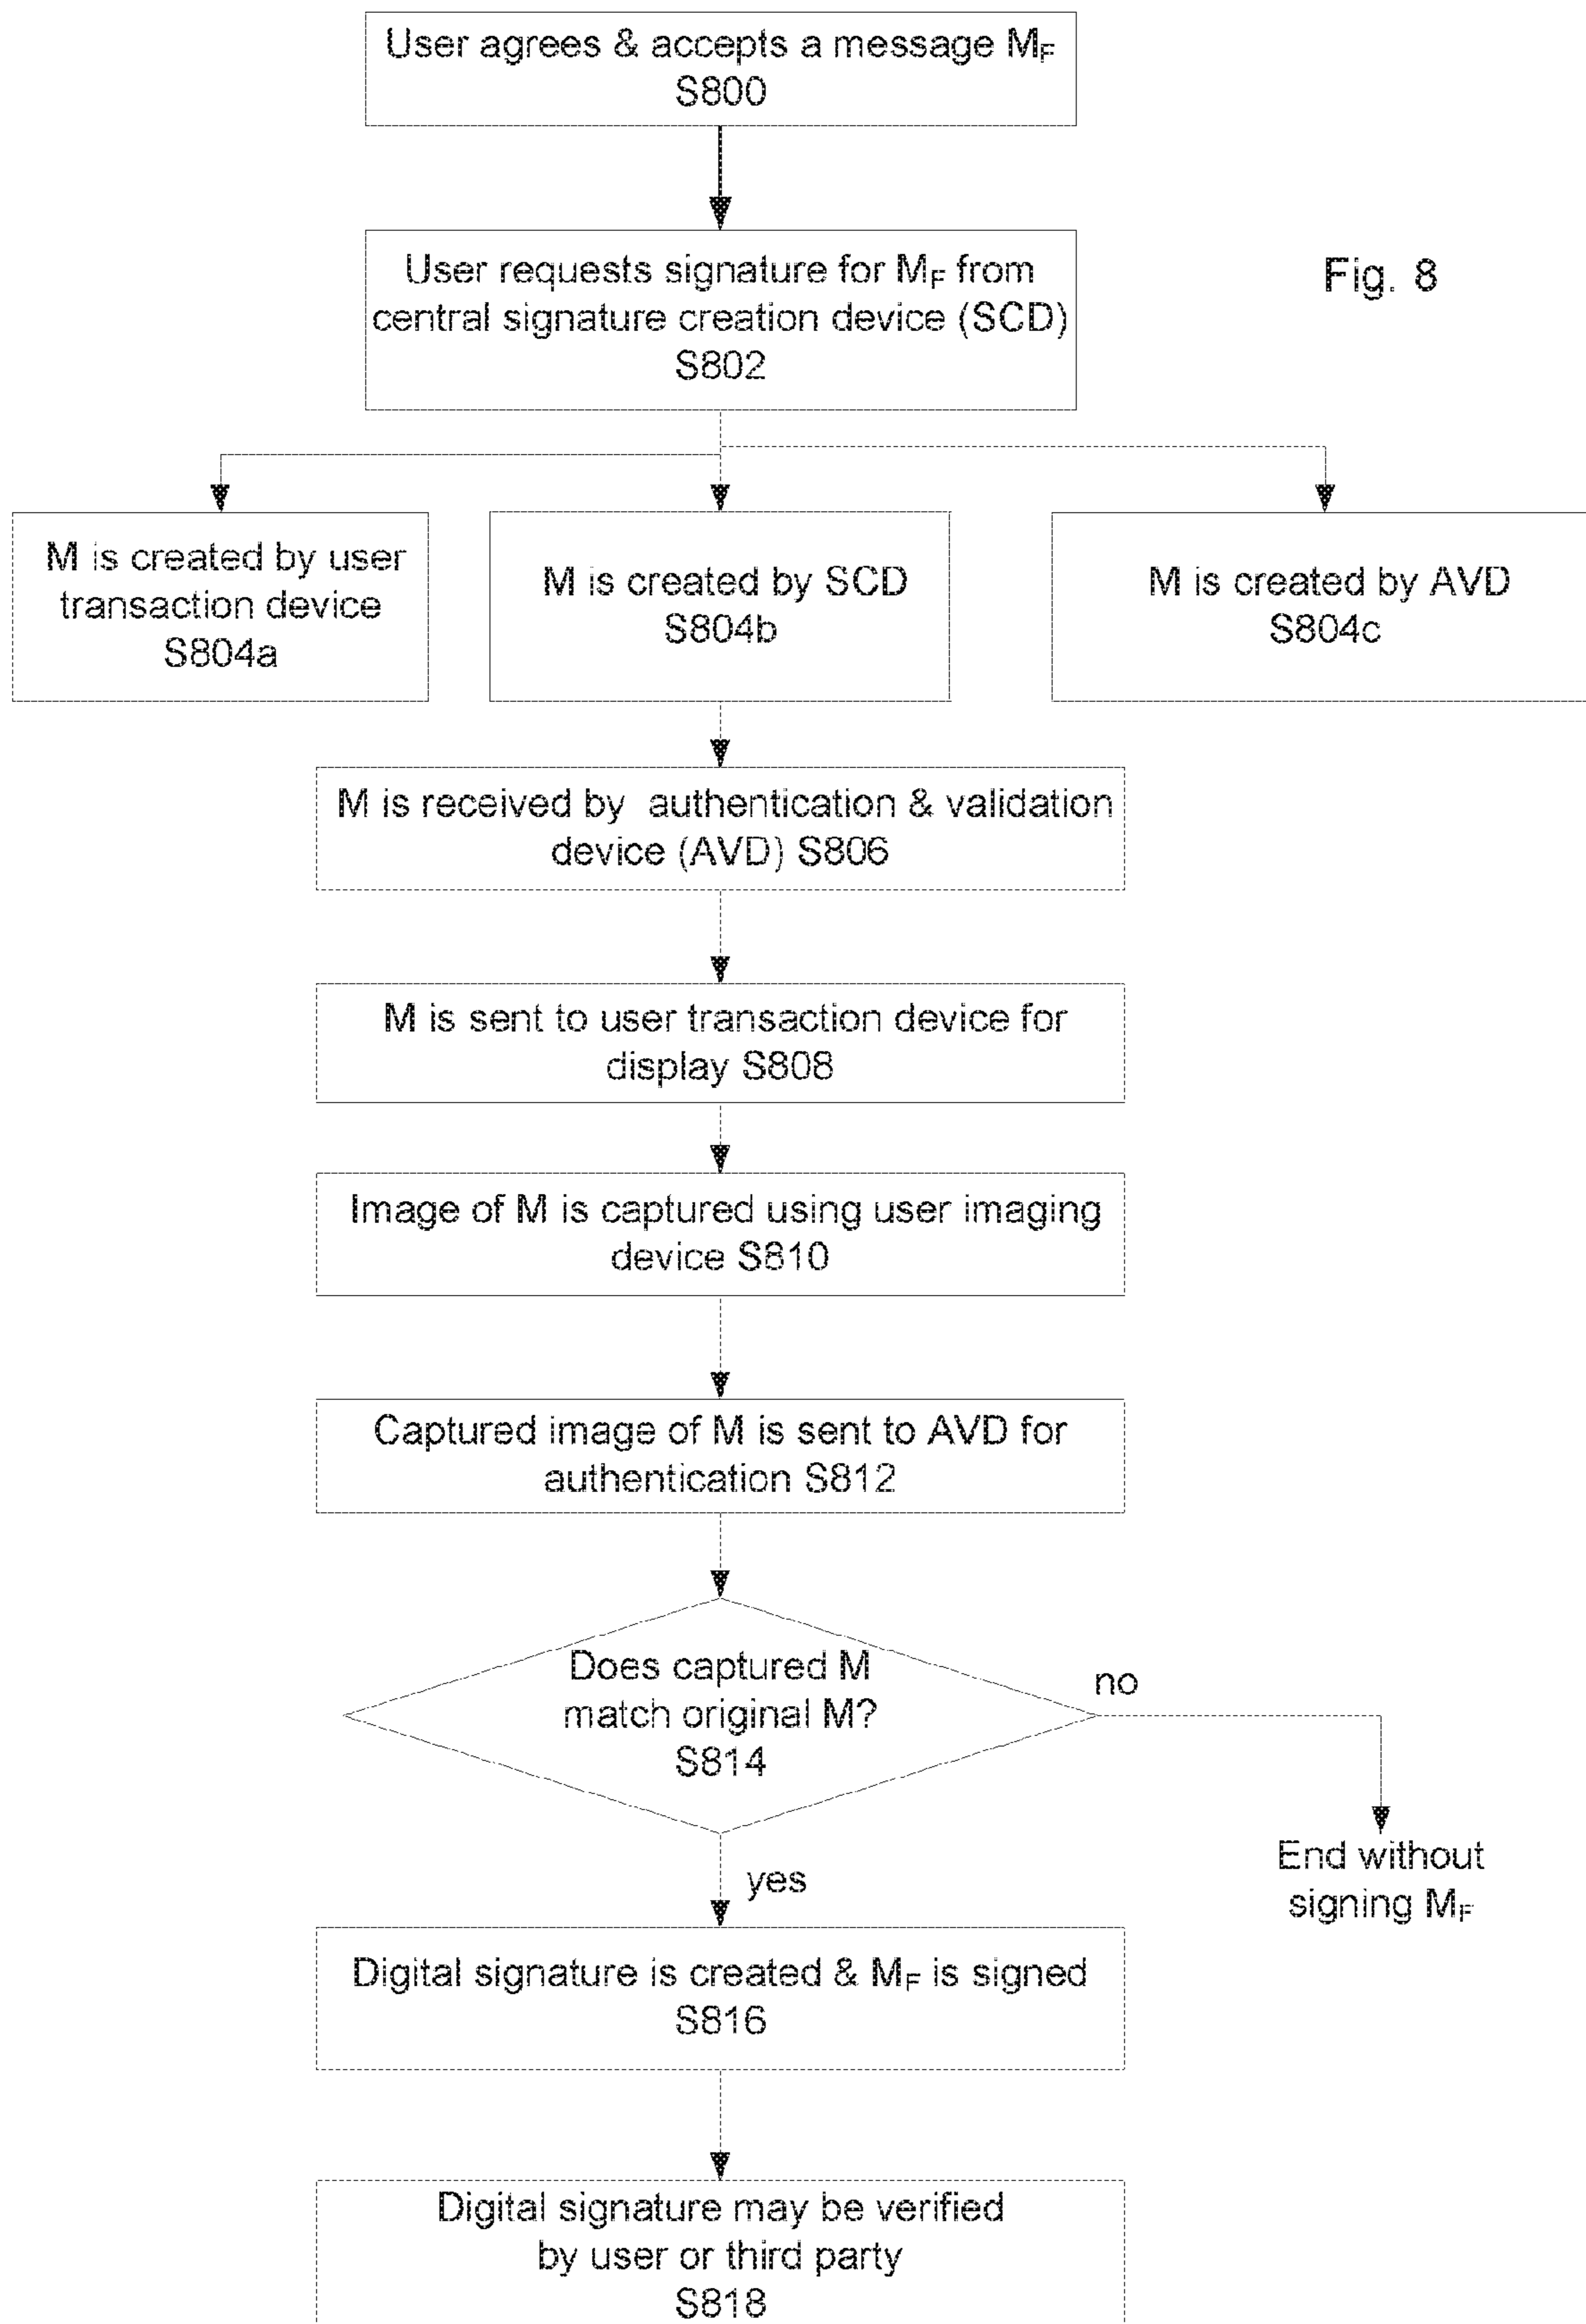 User agrees & accepts a message MF
S800
User requests signature for MF from
central signature creation device (SCD)
S802
Fig. 8
M is created by user
transaction device
S804a
M is created by SCD
S804b
M is created by AVD
S804c
M is received by authentication & validation
device (AVD) S806
M is sent to user transaction device for
display S808
Image of M is captured using user imaging
device S810
Captured image of M is sent to AVD for
authentication S812
Does captured M
match original M?
S814
no
End without
signing MF
yes
Digital signature is created & MF is signed
S816
Digital signature may be verified
by user or third party
S818